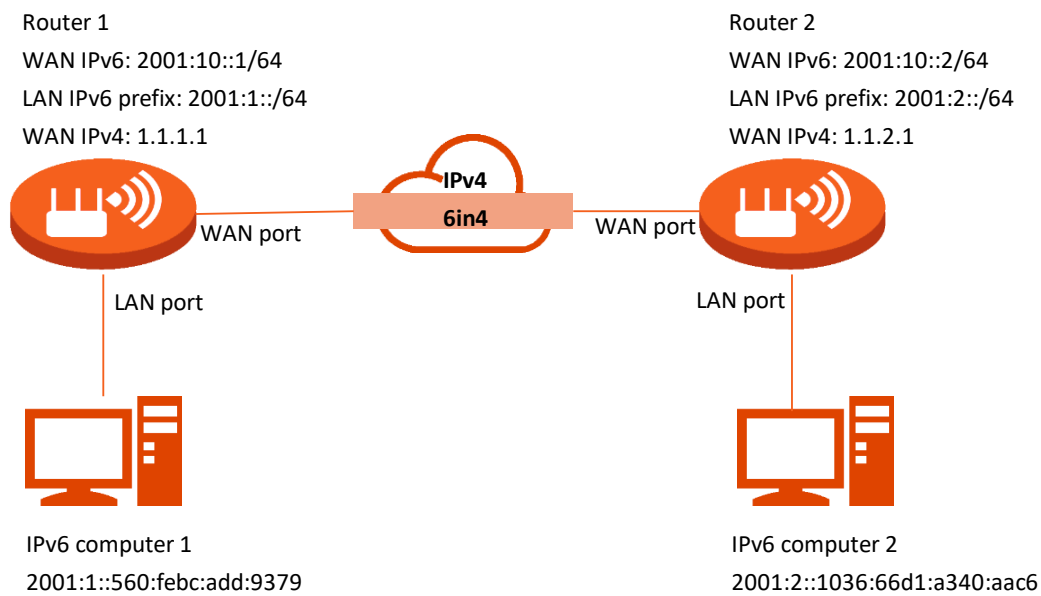 Router 1
WAN IPv6: 2001:10::1/64
LAN IPv6 prefix: 2001:1::/64
WAN IPv4: 1.1.1.1
Router 2
WAN IPv6: 2001:10::2/64
LAN IPv6 prefix: 2001:2::/64
WAN IPv4: 1.1.2.1
IPv4
6in4
WAN port
WAN port
LAN port
LAN port
IPv6 computer 1
2001:1::560:febc:add:9379
IPv6 computer 2
2001:2::1036:66d1:a340:aac6